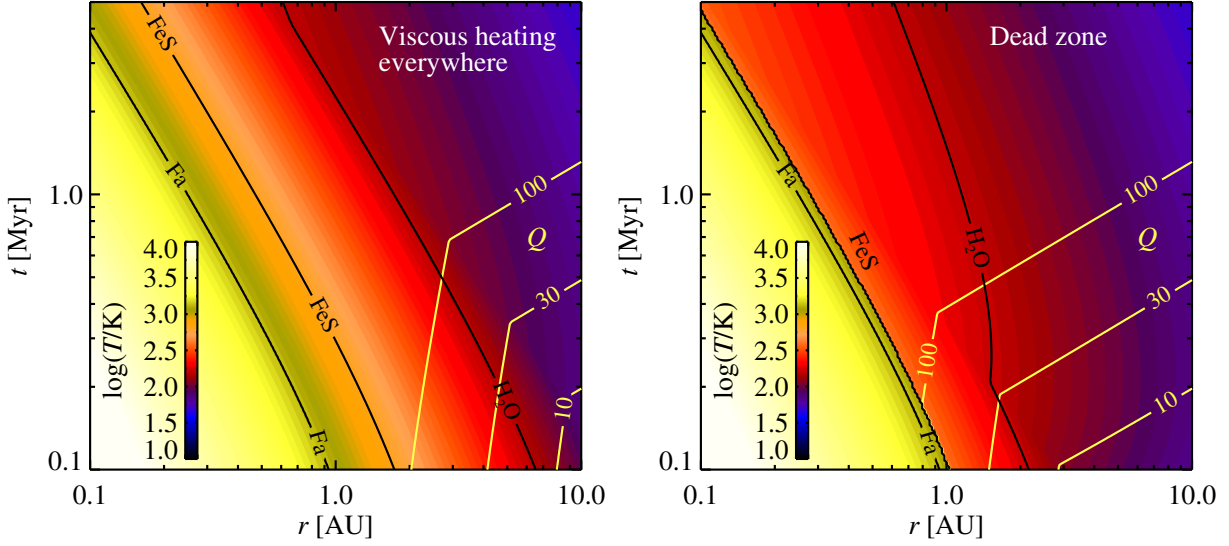 Viscous heating
everywhere
FeS
Fa
FeS
H₂O
Fa
100
Q
30
10
log(T/K)
4.0
3.5
3.0
2.5
2.0
1.5
1.0
t [Myr]
1.0
0.1
0.1
1.0
10.0
r [AU]
Dead zone
Fa
FeS
H₂O
100
Q
30
100
10
Fa
log(T/K)
4.0
3.5
3.0
2.5
2.0
1.5
1.0
t [Myr]
1.0
0.1
0.1
1.0
10.0
r [AU]